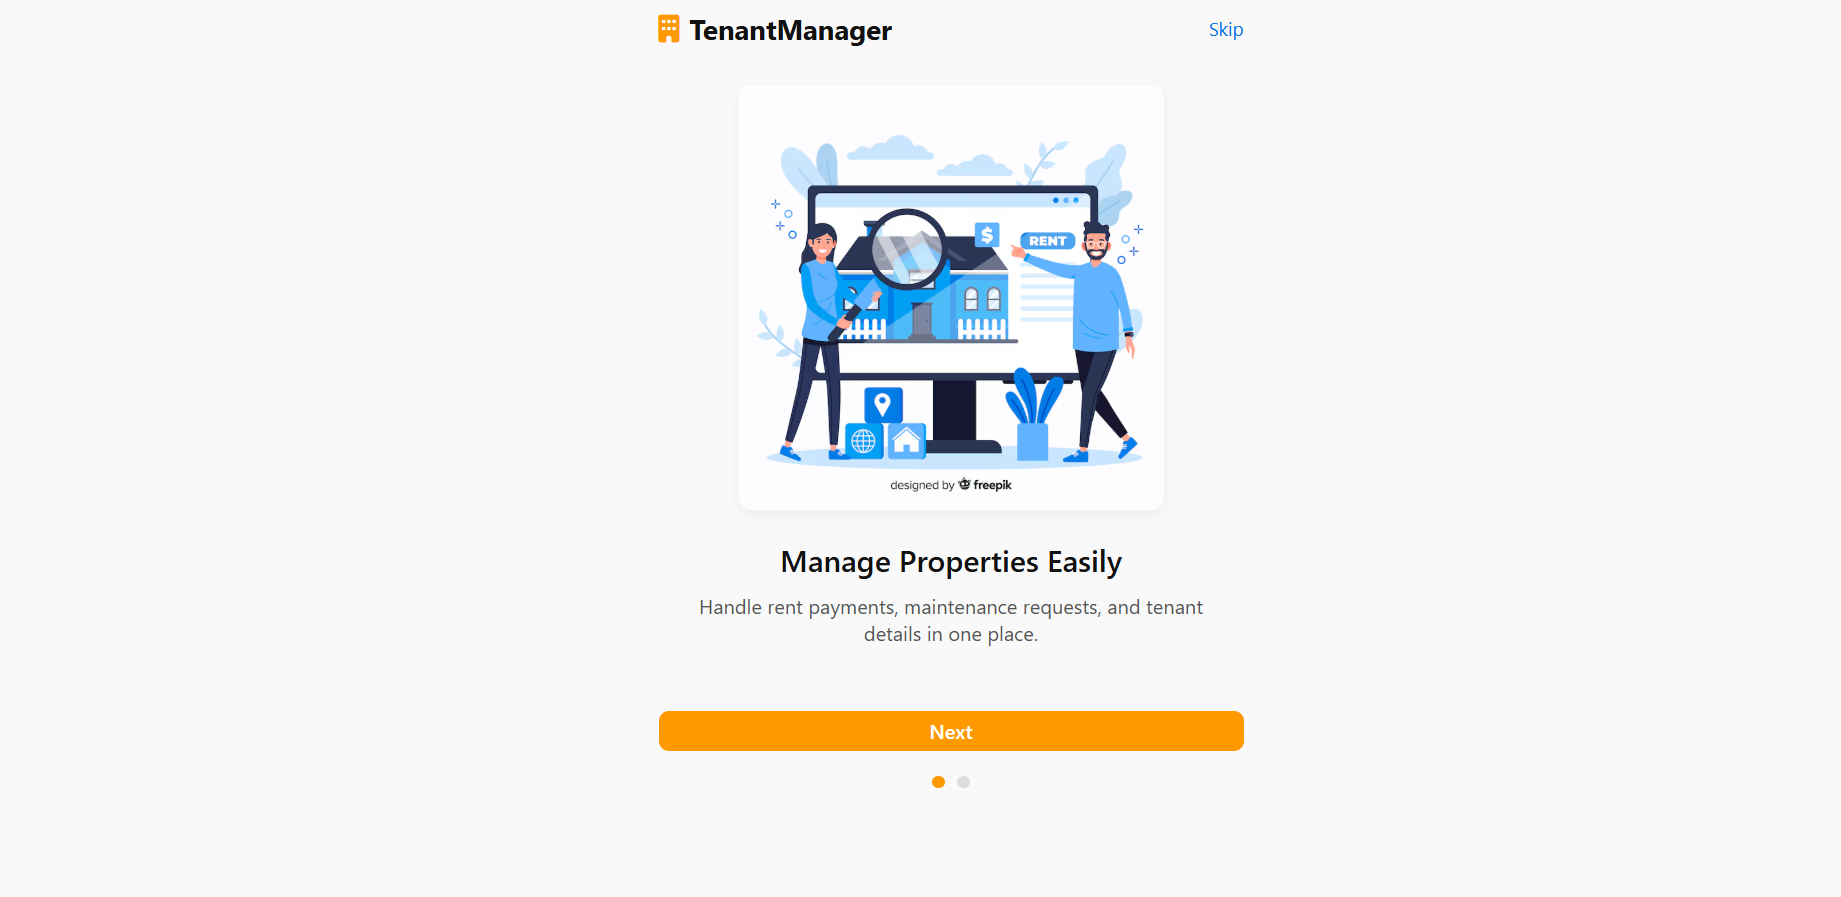 TenantManager
Skip
$
RENT
designed by freepik
Manage Properties Easily
Handle rent payments, maintenance requests, and tenant
details in one place.
Next